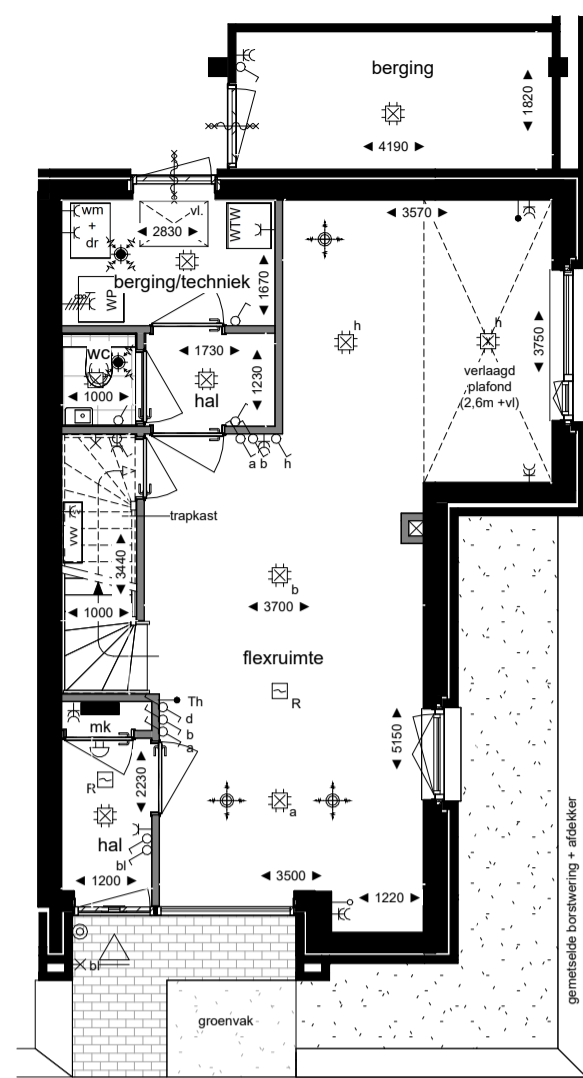 berging
1820
4190
wm
+
dr
vl.
2830
WTW
3570
berging/techniek
1670
WP
h
h
3750
wc
1730
1230
1000
hal
verlaagd
plafond
(2,6m +vl)
a b h
trapkast
vvv
3440
1000
b
3700
flexruimte
R
Th
d
b
a
mk
5150
R
2230
a
hal
bl
3500
1200
1220
bl
groenvak
gemetselde borstwering + afdekker